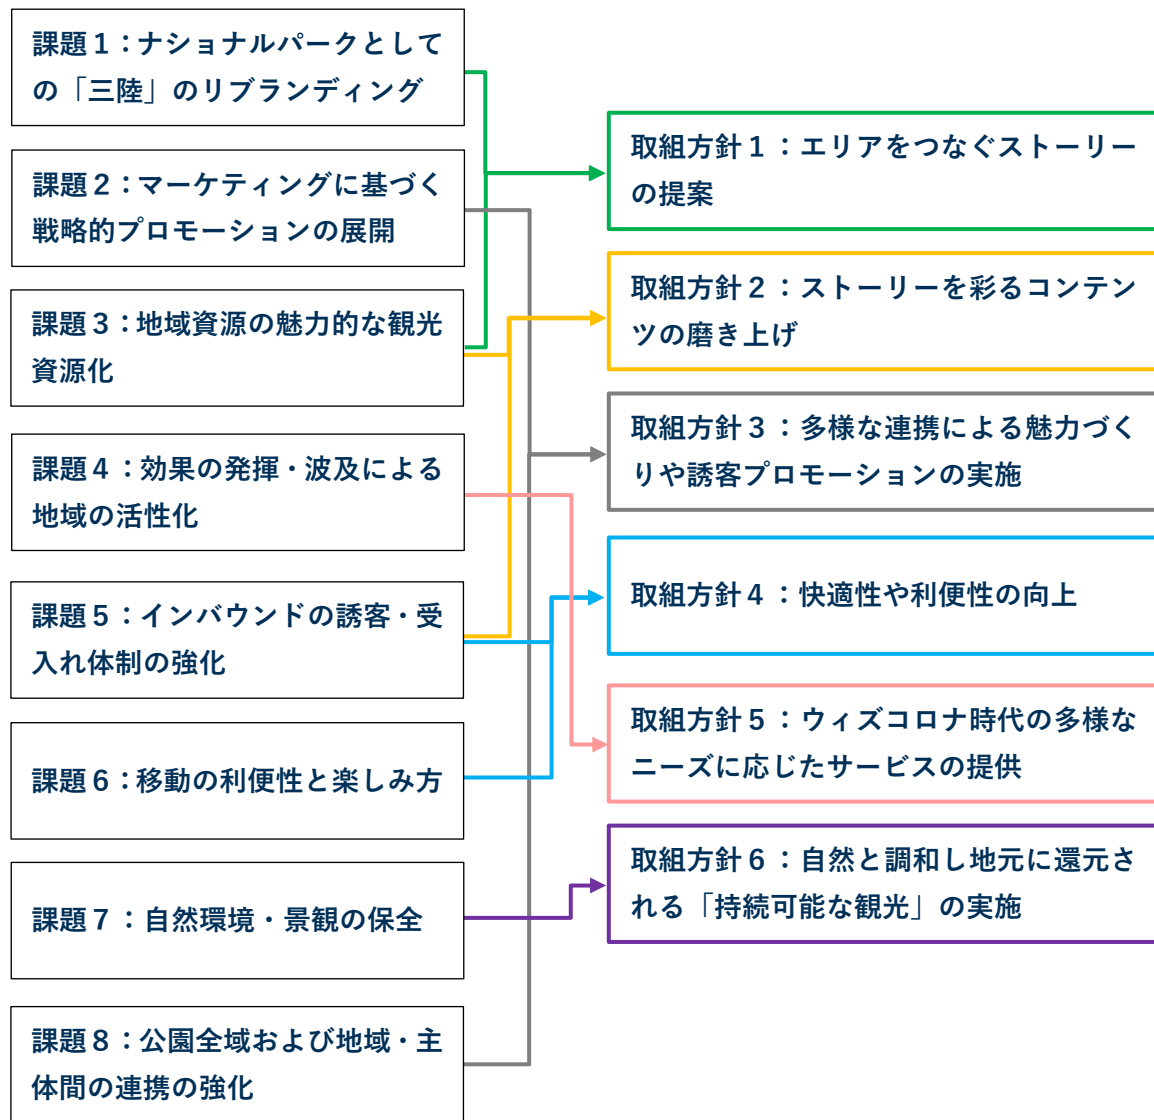 課題１：ナショナルパークとして
の「三陸」のリブランディング
課題２：マーケティングに基づく
戦略的プロモーションの展開
課題３：地域資源の魅力的な観光
資源化
課題４：効果の発揮・波及による
地域の活性化
課題５：インバウンドの誘客・受
入れ体制の強化
課題６：移動の利便性と楽しみ方
課題７：自然環境・景観の保全
課題８：公園全域および地域・主
体間の連携の強化
取組方針１：エリアをつなぐストーリー
の提案
取組方針２：ストーリーを彩るコンテン
ツの磨き上げ
取組方針３：多様な連携による魅力づく
りや誘客プロモーションの実施
取組方針４：快適性や利便性の向上
取組方針５：ウィズコロナ時代の多様な
ニーズに応じたサービスの提供
取組方針６：自然と調和し地元に還元さ
れる「持続可能な観光」の実施